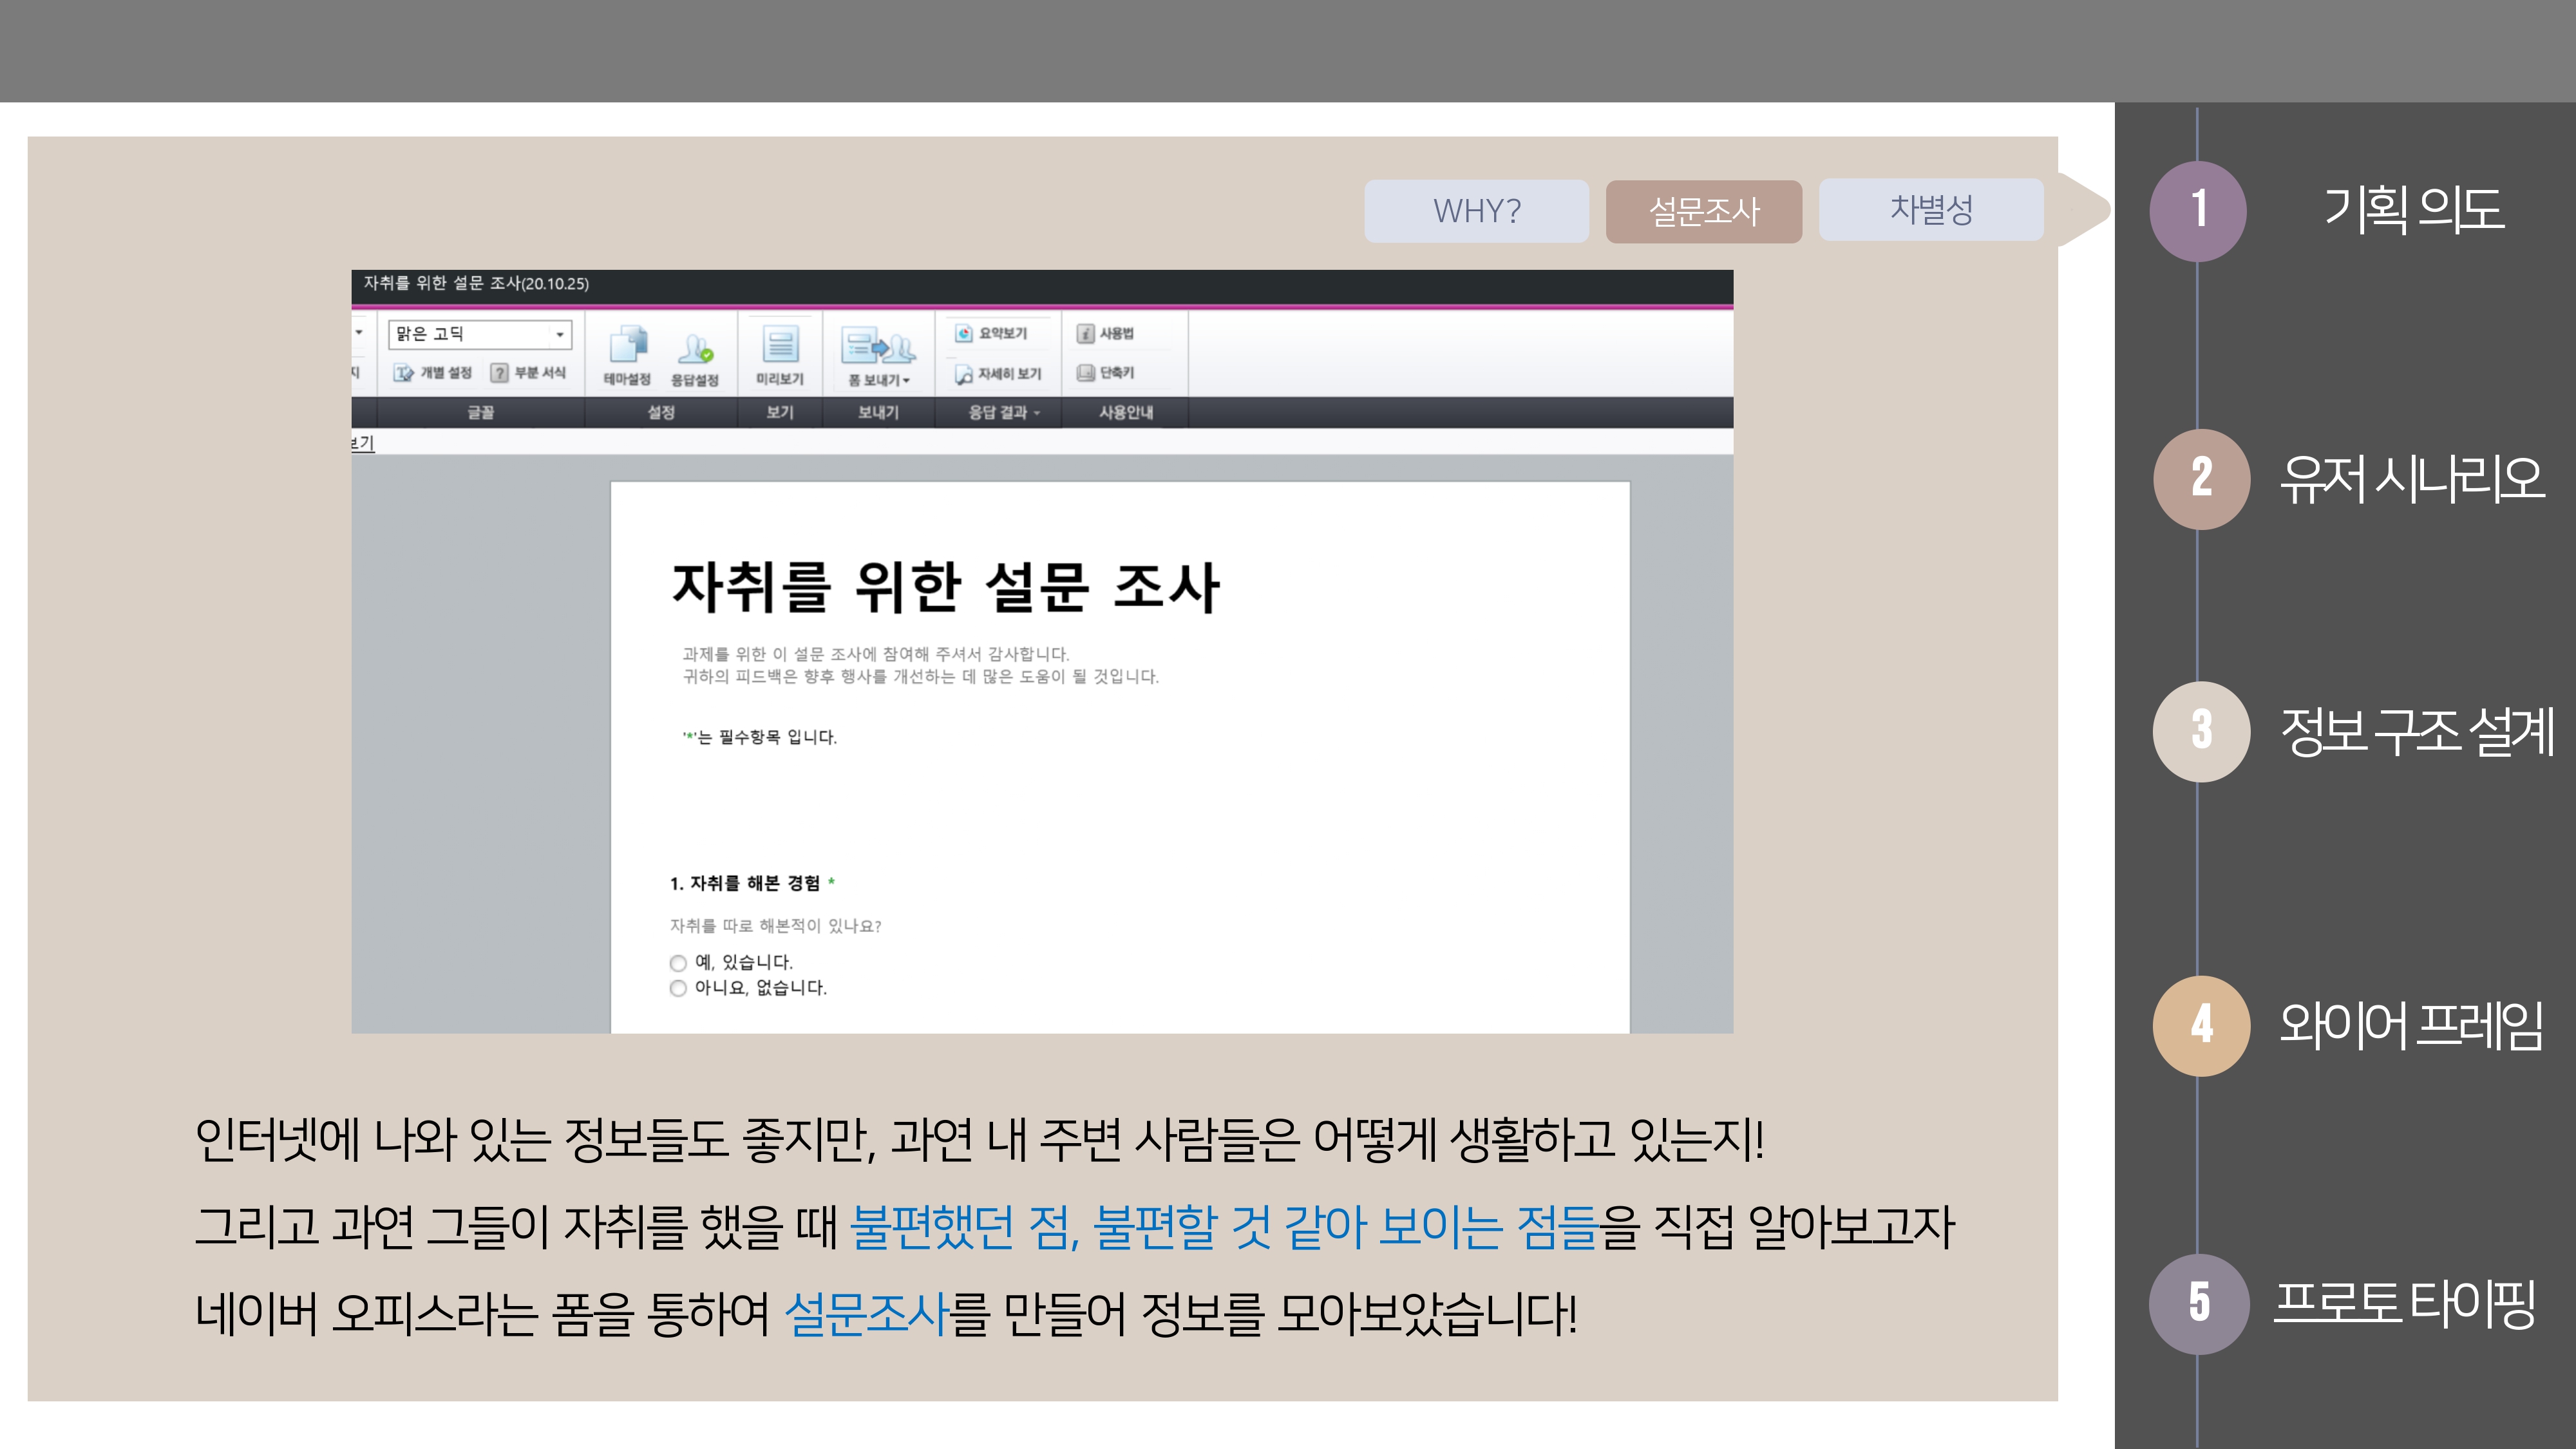 WHY?
설문조사
차별성
자취를 위한 설문 조사(20.10.25)
맑은 고딕
개별 설정
부분 서식
테마설정
응답설정
미리보기
폼 보내기
요약보기
자세히 보기
사용법
단축키
글꼴
설정
보기
보내기
응답 결과
사용안내
보기
자취를 위한 설문 조사
과제를 위한 이 설문 조사에 참여해 주셔서 감사합니다.
귀하의 피드백은 향후 행사를 개선하는 데 많은 도움이 될 것입니다.
'*'는 필수항목 입니다.
1. 자취를 해본 경험 *
자취를 따로 해본적이 있나요?
예, 있습니다.
아니요, 없습니다.
인터넷에 나와 있는 정보들도 좋지만, 과연 내 주변 사람들은 어떻게 생활하고 있는지!
그리고 과연 그들이 자취를 했을 때 불편했던 점, 불편할 것 같아 보이는 점들을 직접 알아보고자
네이버 오피스라는 폼을 통하여 설문조사를 만들어 정보를 모아보았습니다!
1 기획 의도
2 유저 시나리오
3 정보 구조 설계
4 와이어 프레임
5 프로토 타이핑